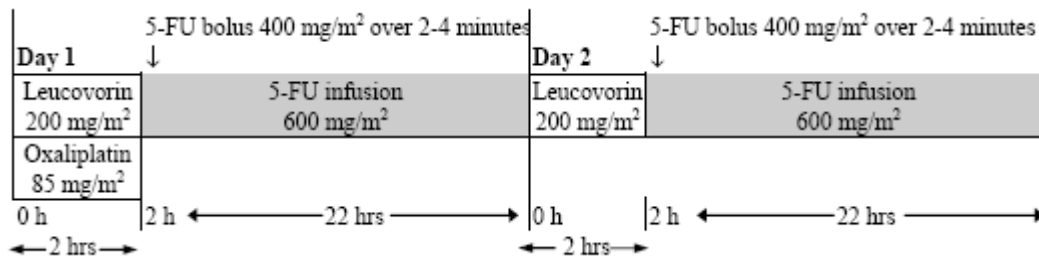 5-FU bolus 400 mg/m² over 2-4 minutes
5-FU bolus 400 mg/m² over 2-4 minutes
Day 1
↓
Day 2
↓
Leucovorin
200 mg/m²
5-FU infusion
600 mg/m²
Leucovorin
200 mg/m²
5-FU infusion
600 mg/m²
Oxaliplatin
85 mg/m²
0 h
2 h
22 hrs
0 h
2 h
22 hrs
2 hrs
2 hrs